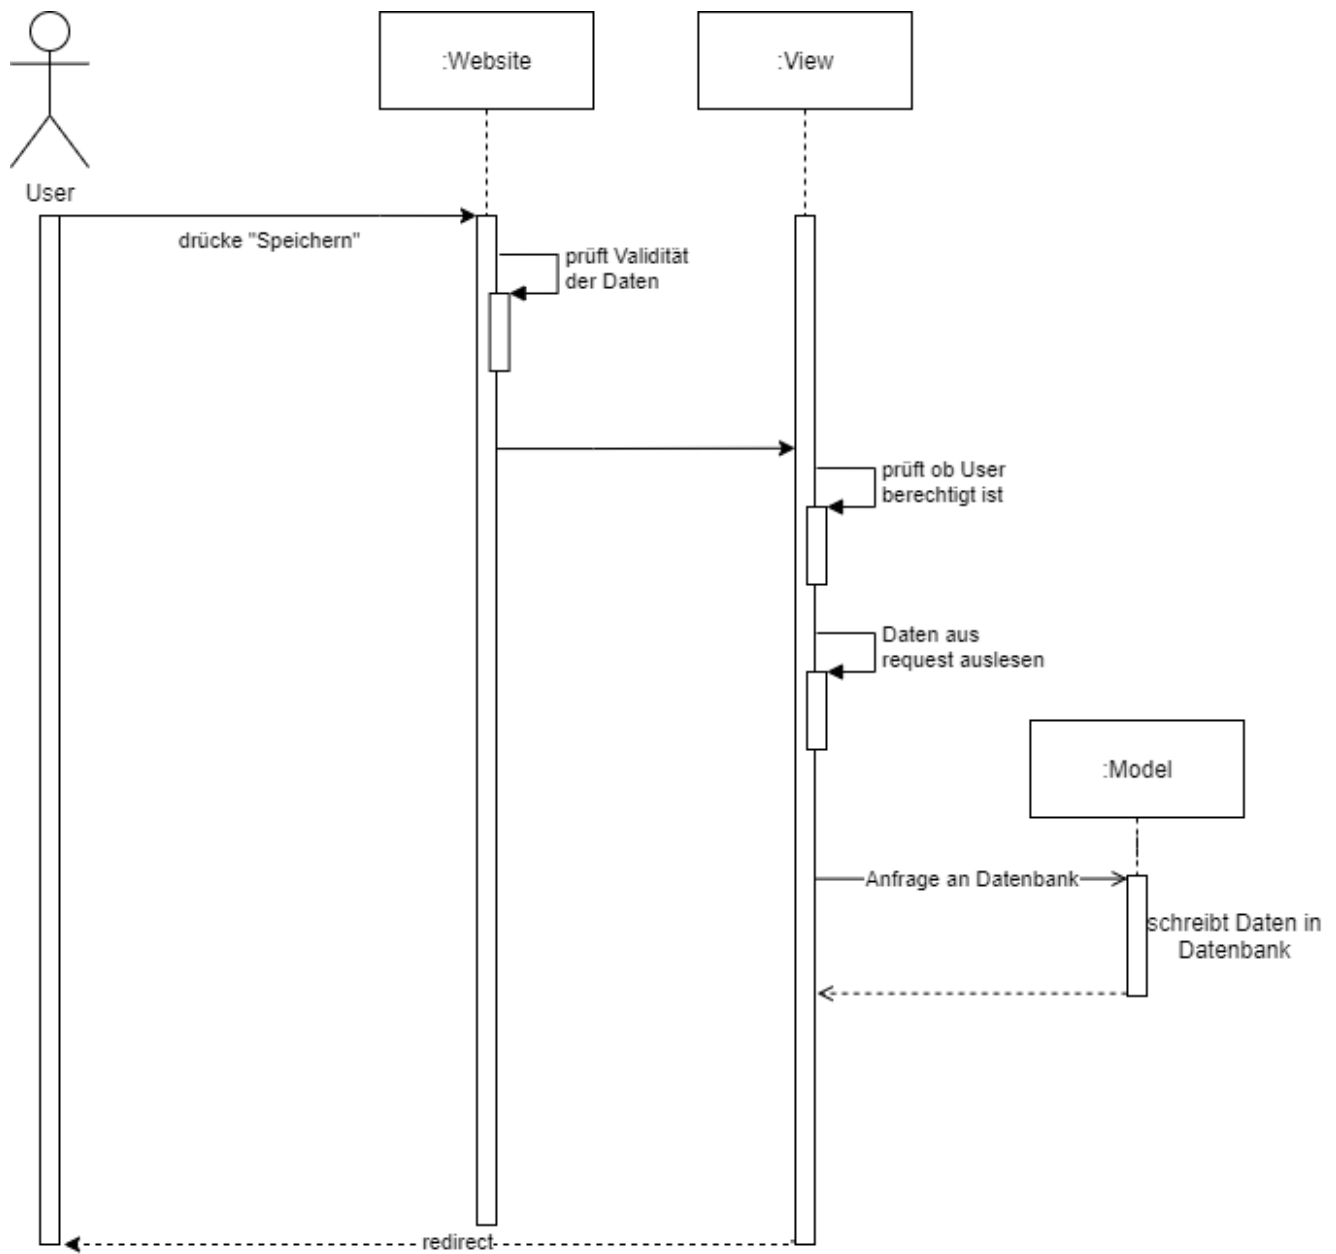 :Website
:View
User
drücke "Speichern"
prüft Validität
der Daten
prüft ob User
berechtigt ist
Daten aus
request auslesen
:Model
Anfrage an Datenbank
schreibt Daten in
Datenbank
redirect